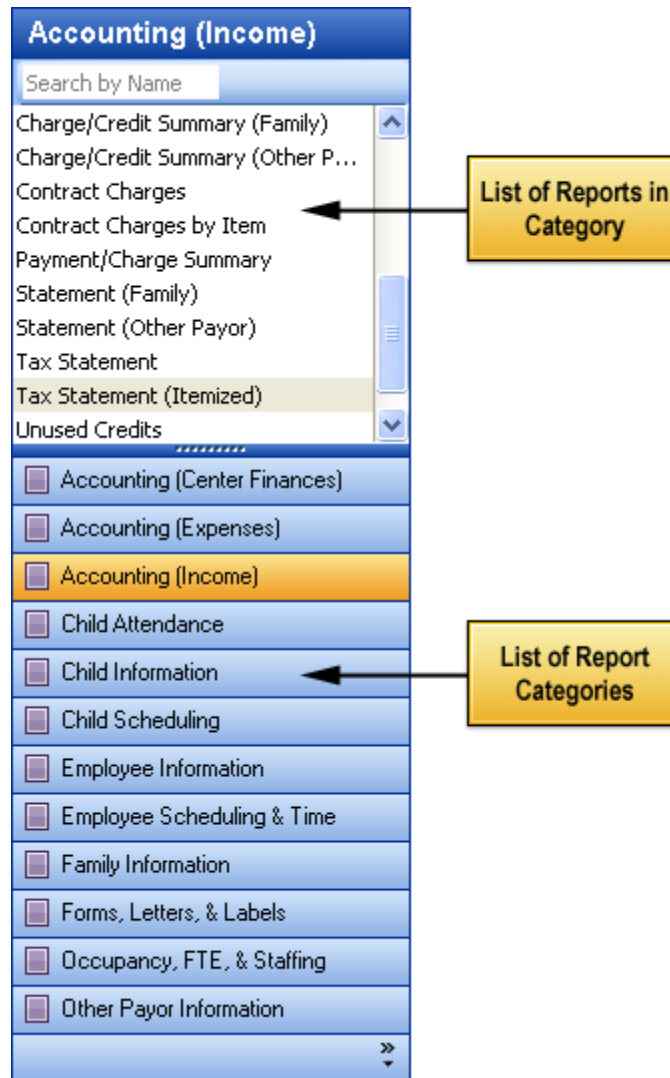 Accounting (Income)
Search by Name
Charge/Credit Summary (Family)
Charge/Credit Summary (Other P...
Contract Charges
Contract Charges by Item
Payment/Charge Summary
Statement (Family)
Statement (Other Payor)
Tax Statement
Tax Statement (Itemized)
Unused Credits
List of Reports in
Category
Accounting (Center Finances)
Accounting (Expenses)
Accounting (Income)
Child Attendance
Child Information
Child Scheduling
Employee Information
Employee Scheduling & Time
Family Information
Forms, Letters, & Labels
Occupancy, FTE, & Staffing
Other Payor Information
List of Report
Categories